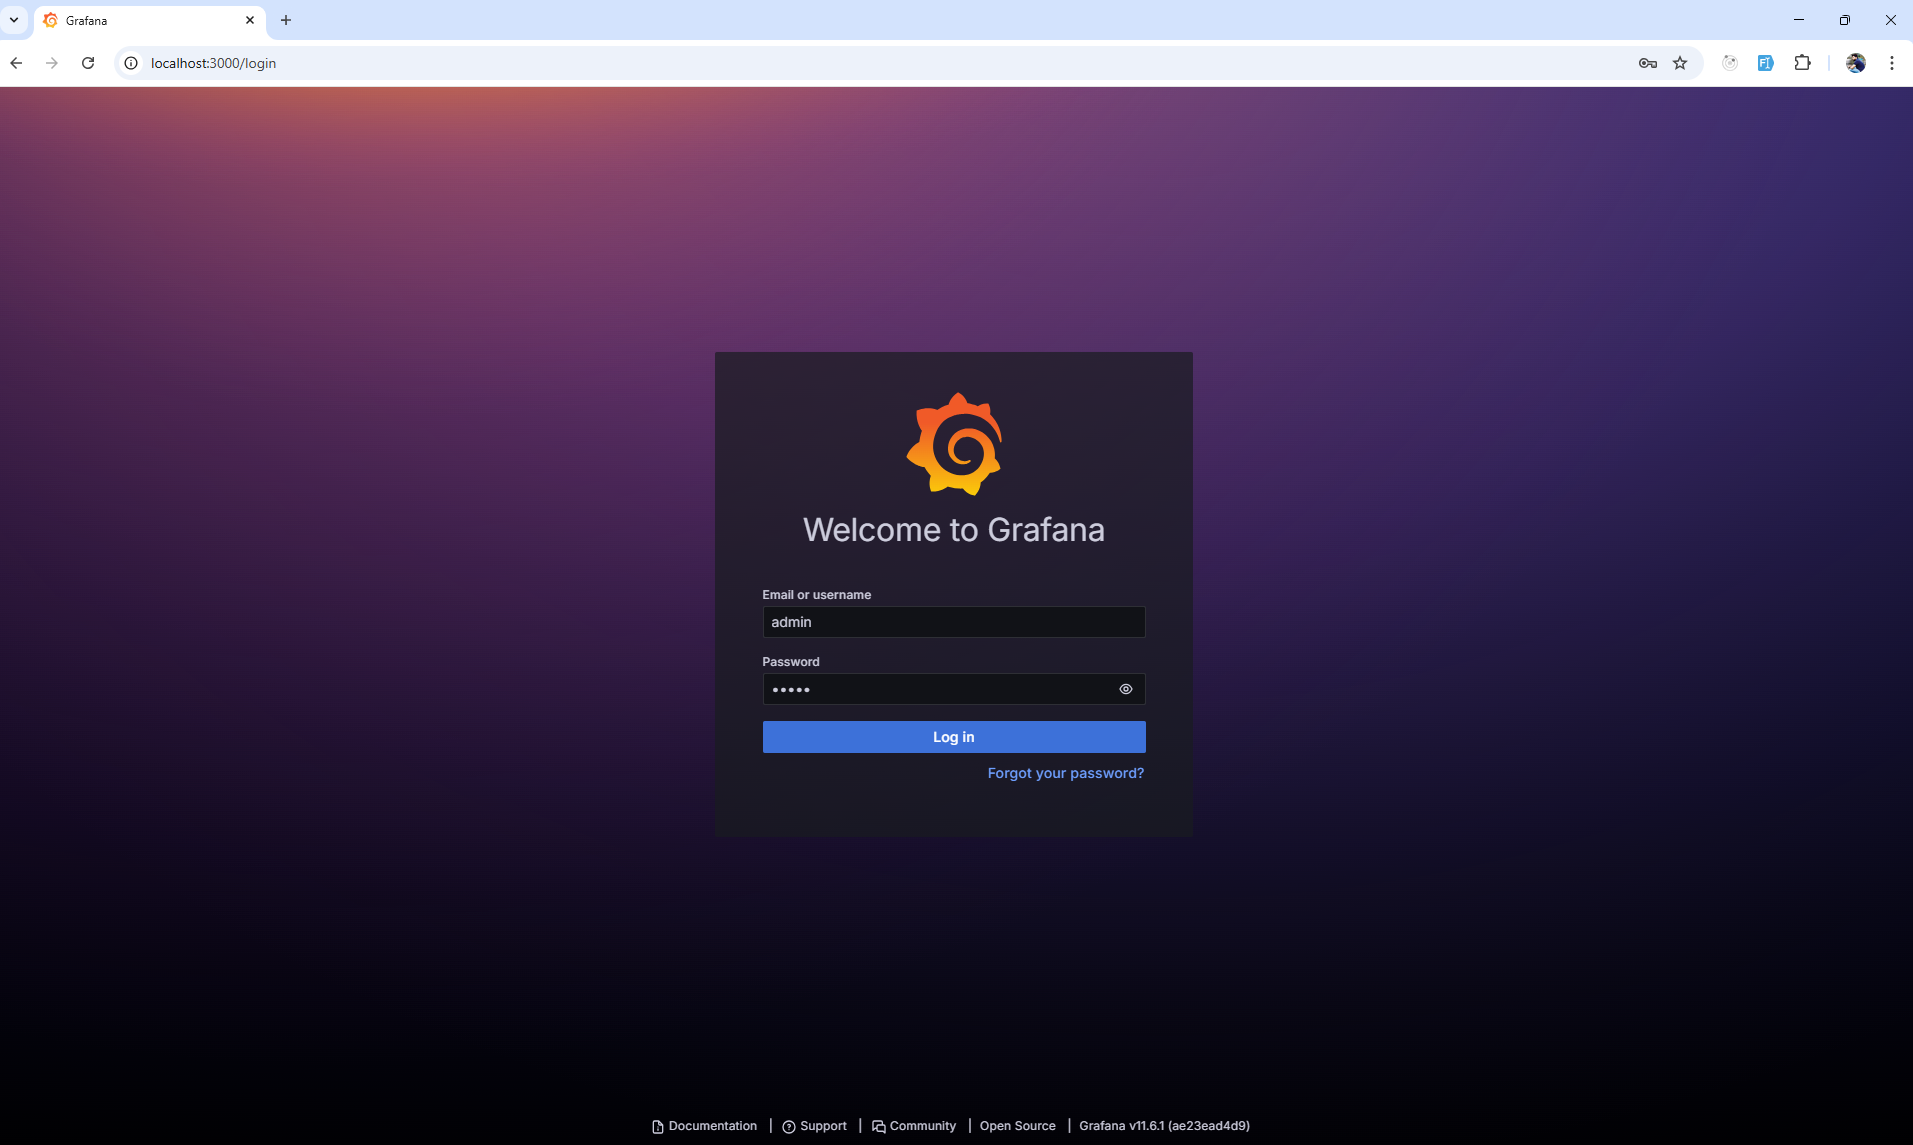 Grafana
localhost:3000/login
Welcome to Grafana
Email or username
admin
Password
•••••
Log in
Forgot your password?
Documentation | Support | Community | Open Source | Grafana v11.6.1 (ae23ead4d9)